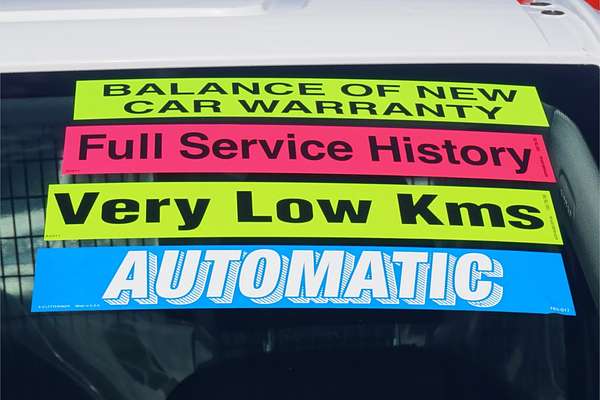 BALANCE OF NEW
CAR WARRANTY
Full Service History
Very Low Kms
AUTOMATIC